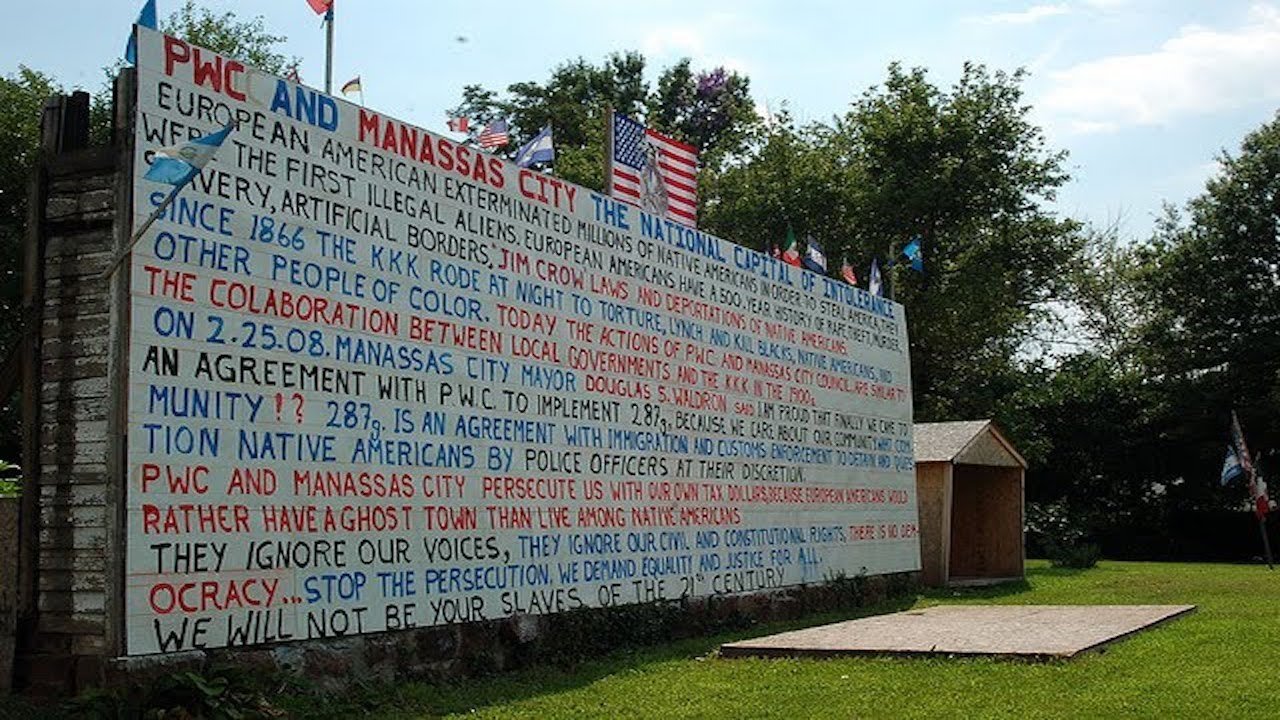 PWC AND MANASSAS CITY THE NATIONAL CAPITAL OF INTOLERANCE
EUROPEAN AMERICAN EXTERMINATED MILLIONS OF NATIVE AMERICANS IN ORDER TO STEAL AMERICA, THEY
WERE THE FIRST ILLEGAL ALIENS. EUROPEAN AMERICANS HAVE A 500. YEAR HISTORY OF RAPE, THEFT, MURDER,
SLAVERY, ARTIFICIAL BORDERS, "JIM CROW LAWS AND DEPORTATIONS OF NATIVE AMERICANS.
SINCE 1866 THE KKK RODE AT NIGHT TO TORTURE, LYNCH AND KILL BLACKS, NATIVE AMERICANS, AND
OTHER PEOPLE OF COLOR. TODAY THE ACTIONS OF P.W.C. AND MANASSAS CITY COUNCIL. ARE SIMILAR TO
THE COLABORATION BETWEEN LOCAL GOVERNMENTS AND THE KKK IN THE 1900s.
ON 2.25.08. MANASSAS CITY MAYOR DOUGLAS S. WALDRON SAID I AM PROUD THAT FINALLY WE CAME TO
AN AGREEMENT WITH P.W.C. TO IMPLEMENT 287g. BECAUSE WE CARE ABOUT OUR COMMUNITY. WHAT COM
MUNITY !? 287g. IS AN AGREEMENT WITH IMMIGRATION AND CUSTOMS ENFORCEMENT TO DETAIN AND QUES
TION NATIVE AMERICANS BY POLICE OFFICERS AT THEIR DISCRETION.
PWC AND MANASSAS CITY PERSECUTE US WITH OUR OWN TAX DOLLARS, BECAUSE EUROPEAN AMERICANS WOULD
RATHER HAVE A GHOST TOWN THAN LIVE AMONG NATIVE AMERICANS
THEY IGNORE OUR VOICES, THEY IGNORE OUR CIVIL AND CONSTITUTIONAL RIGHTS, THERE IS NO DEM
OCRACY... STOP THE PERSECUTION. WE DEMAND EQUALITY AND JUSTICE FOR ALL.
WE WILL NOT BE YOUR SLAVES OF THE 21ST CENTURY